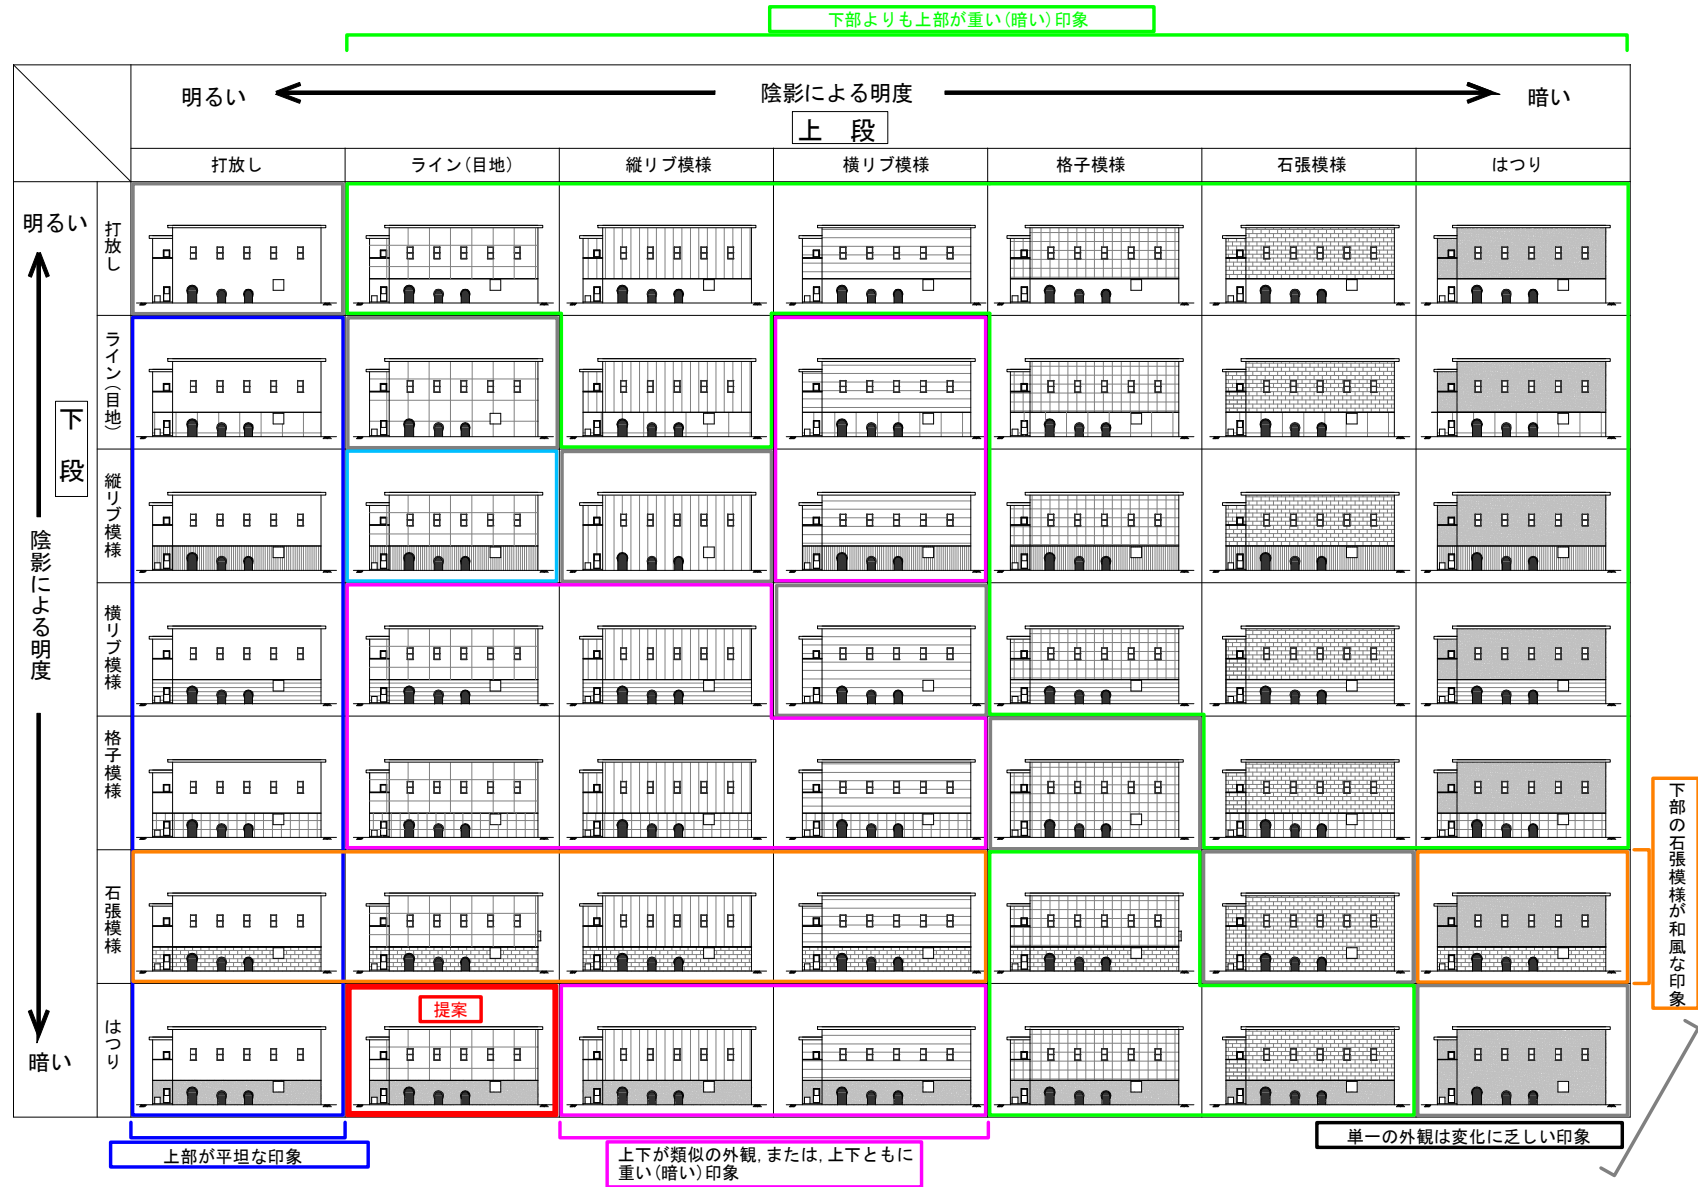 下部よりも上部が重い(暗い)印象
明るい
陰影による明度
暗い
上 段
打放し
ライン(目地)
縦リブ模様
横リブ模様
格子模様
石張模様
はつり
明るい
下段
陰影による明度
暗い
打放し
ライン(目地)
縦リブ模様
横リブ模様
格子模様
石張模様
はつり
提案
下部の石張模様が和風な印象
上部が平坦な印象
上下が類似の外観,または,上下ともに
重い(暗い)印象
単一の外観は変化に乏しい印象